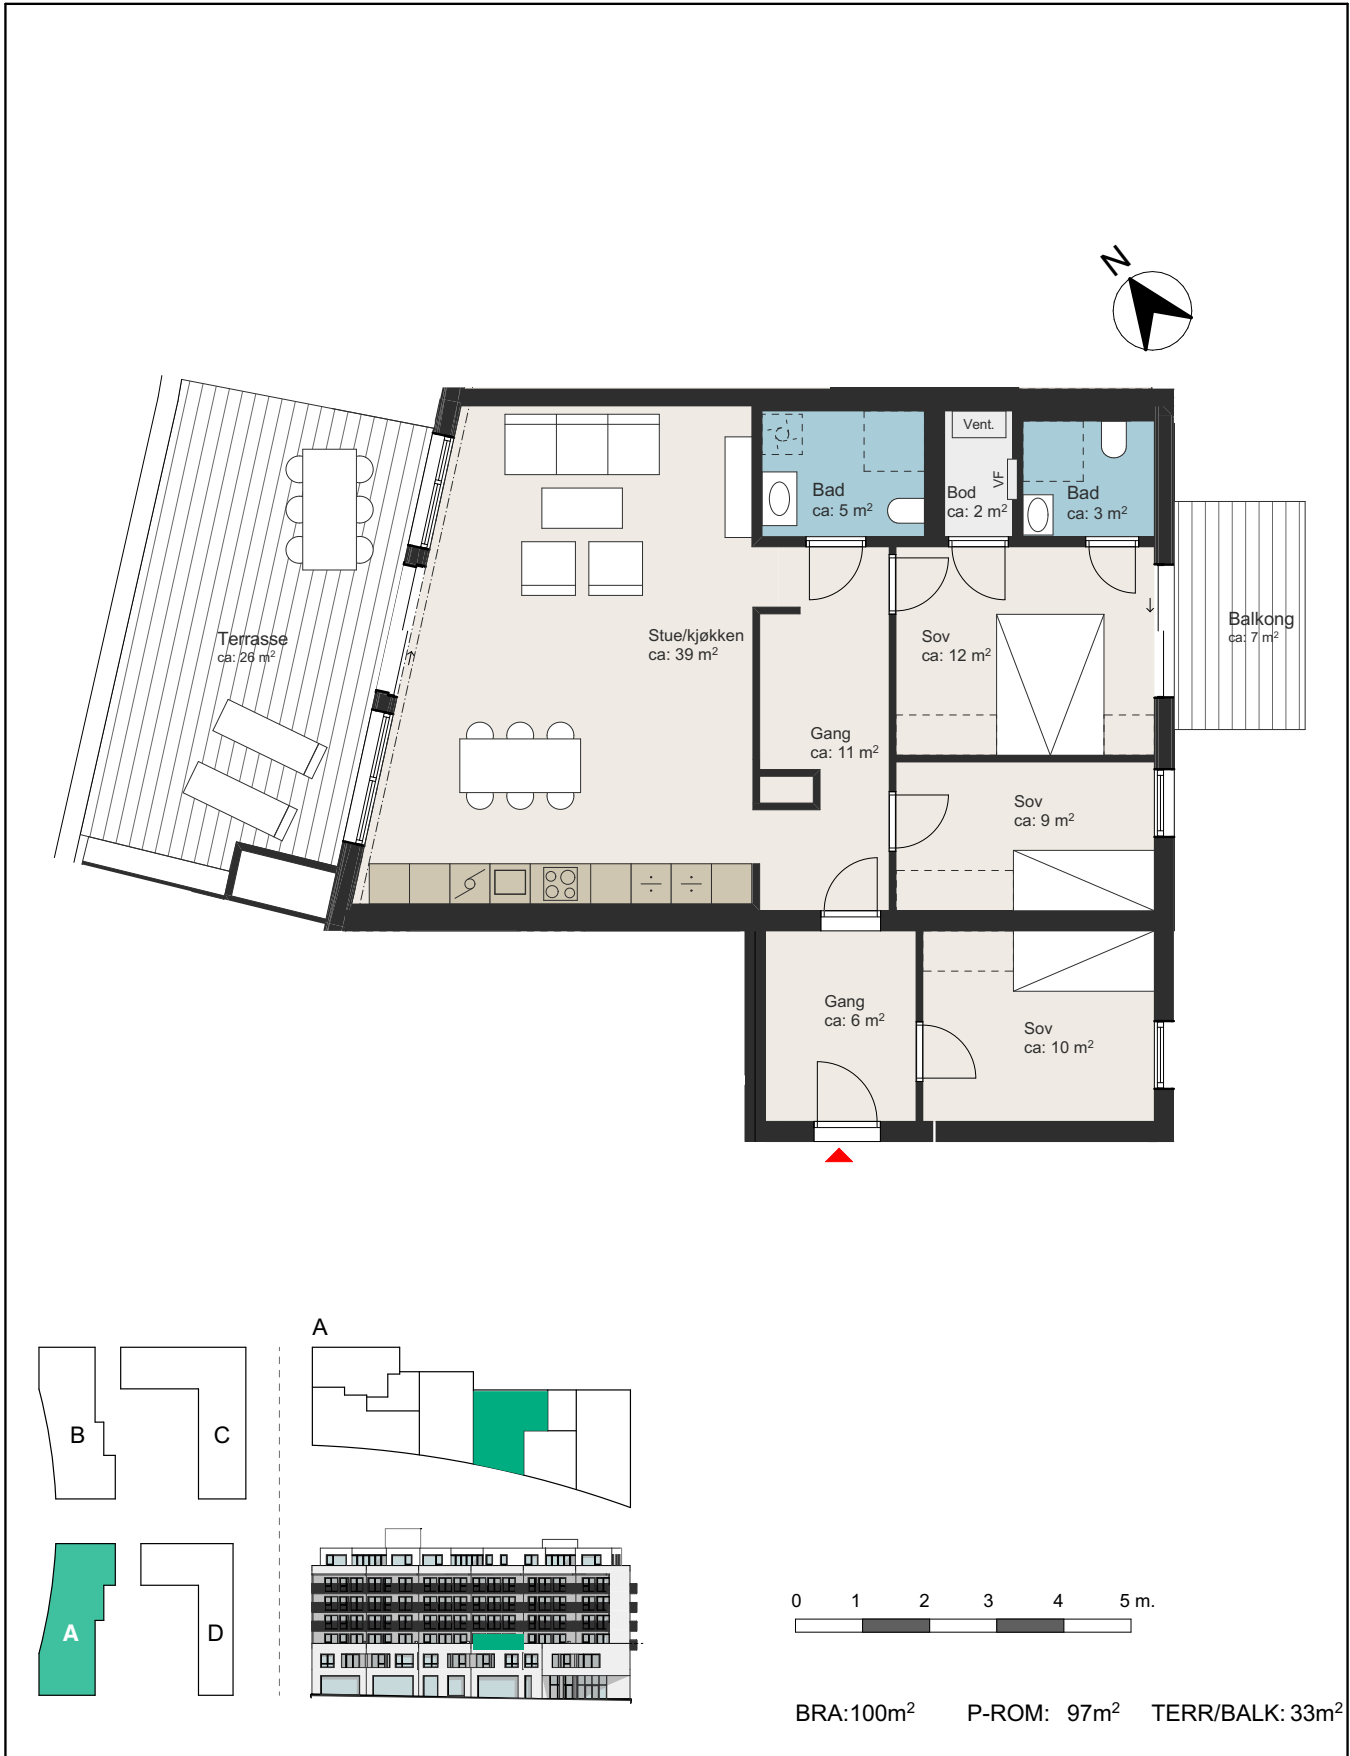 N
Vent.
VF
Bad
ca: 5 m²
Bod
ca: 2 m²
Bad
ca: 3 m²
Terrasse
ca: 26 m²
Stue/kjøkken
ca: 39 m²
Sov
ca: 12 m²
Balkong
ca: 7 m²
Gang
ca: 11 m²
Sov
ca: 9 m²
Gang
ca: 6 m²
Sov
ca: 10 m²
A
B
C
A
D
0 1 2 3 4 5 m.
BRA:100m² P-ROM: 97m² TERR/BALK: 33m²